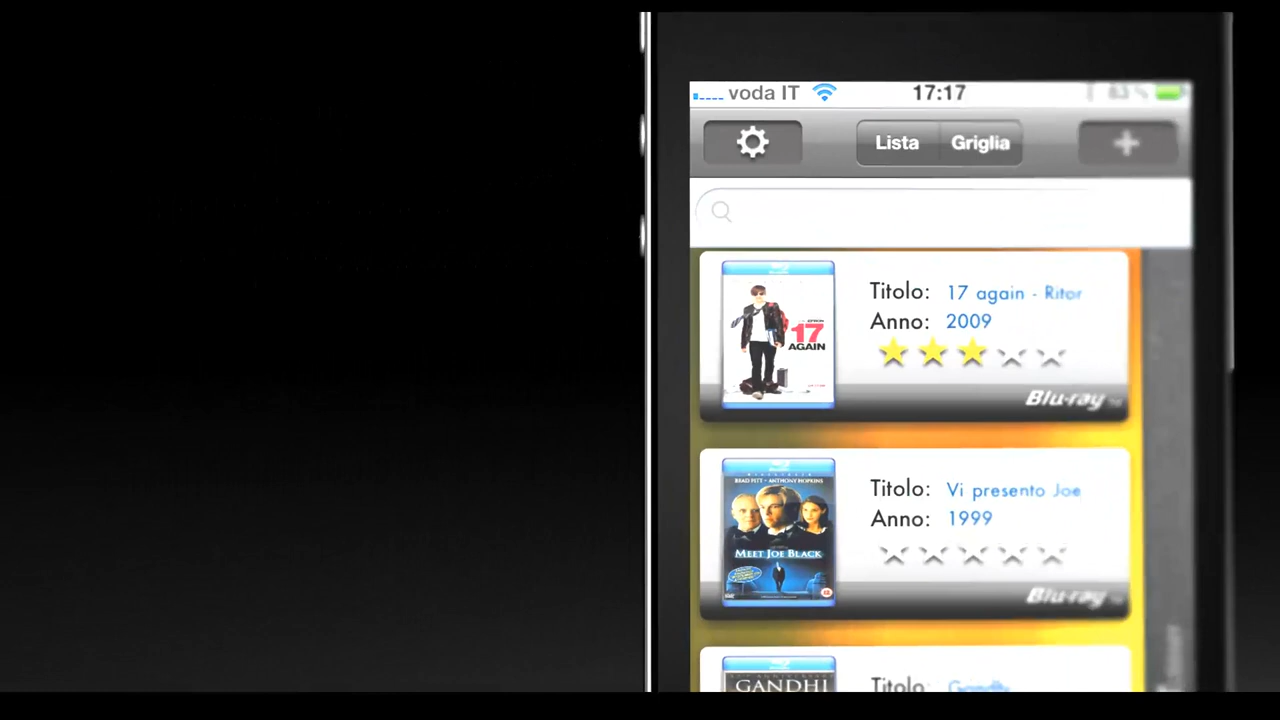 voda IT 17:17
Lista Griglia
Titolo: 17 again - Ritor
Anno: 2009
17
AGAIN
Blu-ray
BRAD PITT • ANTHONY HOPKINS
Titolo: Vi presento Joe
Anno: 1999
MEET JOE BLACK
Blu-ray
GANDHI
Titolo: Gandhi